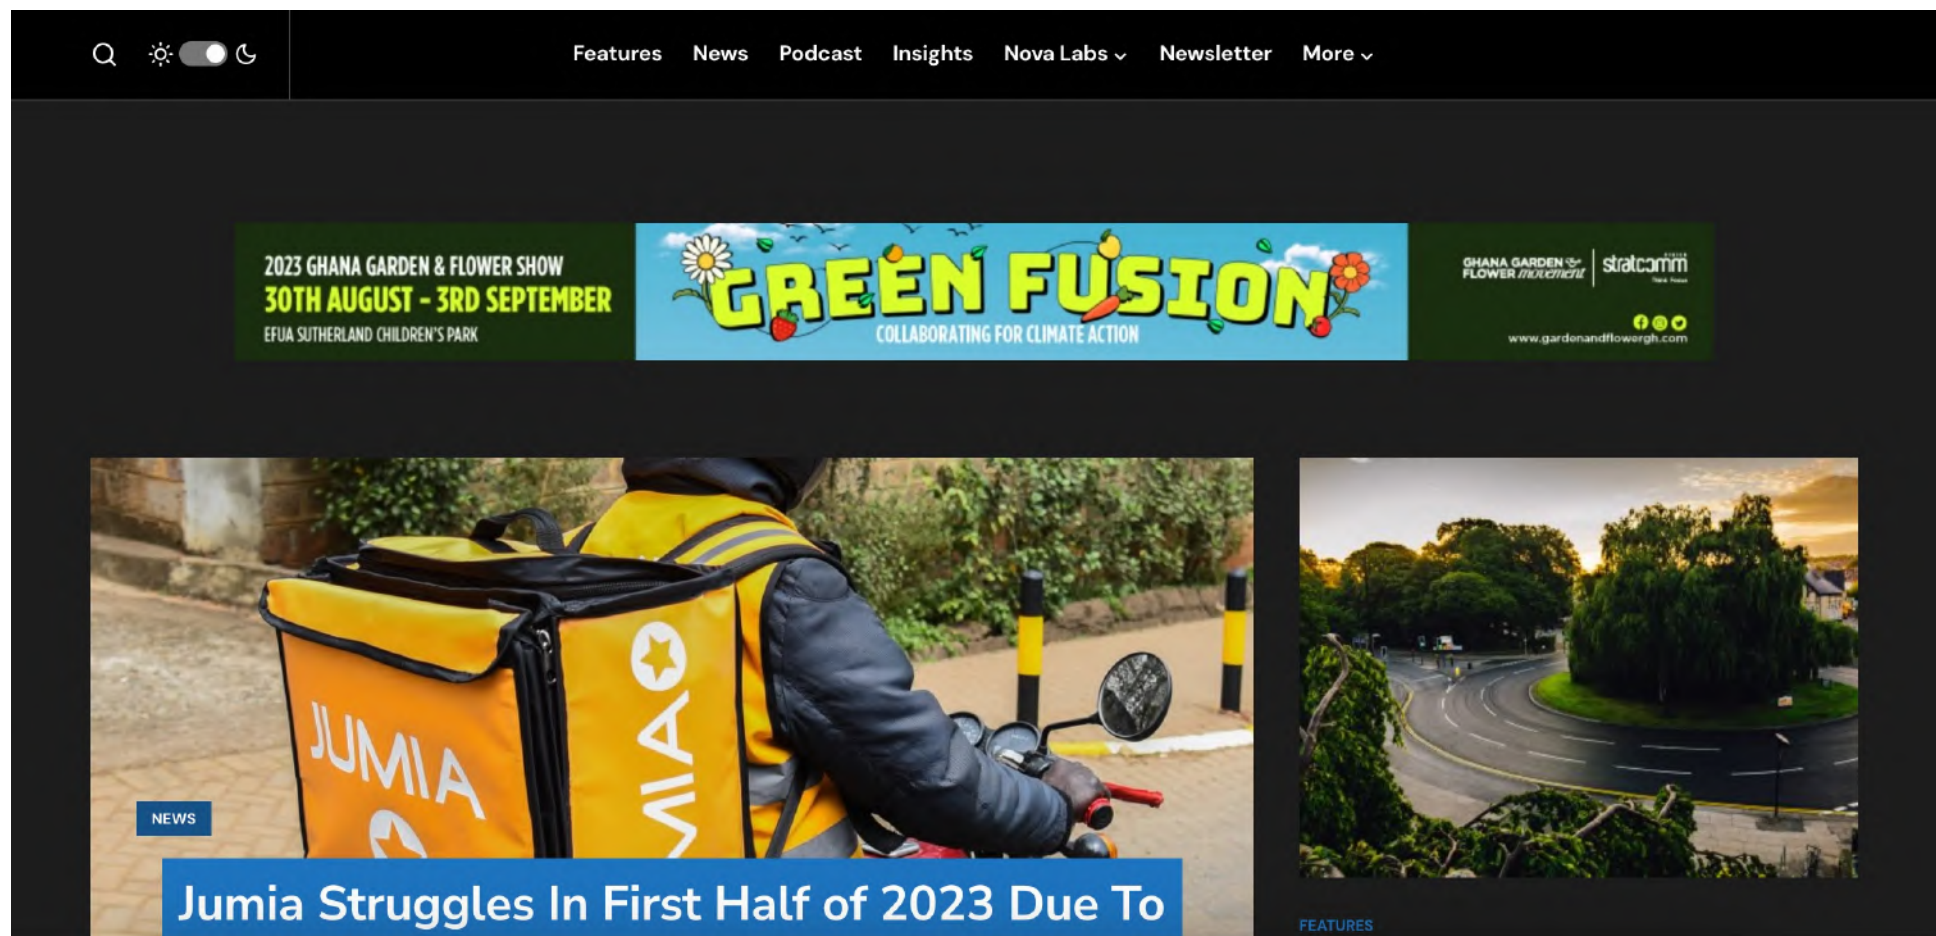 Features News Podcast Insights Nova Labs Newsletter More
2023 GHANA GARDEN & FLOWER SHOW
30TH AUGUST - 3RD SEPTEMBER
EFUA SUTHERLAND CHILDREN'S PARK
GREEN FUSION
COLLABORATING FOR CLIMATE ACTION
GHANA GARDEN
FLOWER movement
stratcomm
www.gardenandflowergh.com
JUMIA
MIA
NEWS
Jumia Struggles In First Half of 2023 Due To
FEATURES